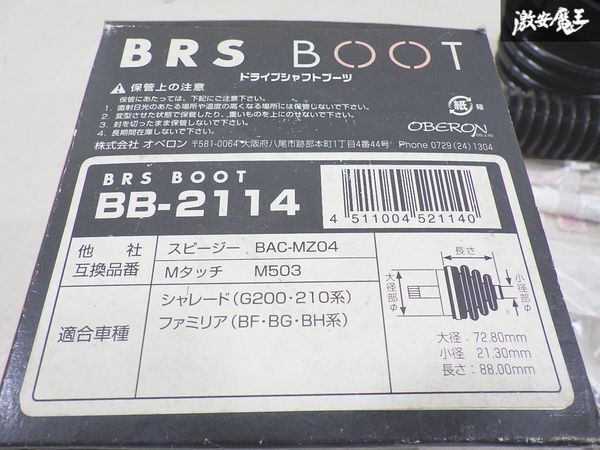 激安魔王
BRS BOOT
ドライブシャフトブーツ
保管上の注意
保管にあたっては、下記にご注意下さい。
1. 直射日光のあたる場所や温度の高くなる場所には保管しないで下さい。
2. 変型させた状態で保管したり、重いものを上にのせないで下さい。
3. 封を切ったまま保管しないで下さい。
4. 長期間在庫しないで下さい。
紙 箱
OBERON
CO.,LTD
株式会社 オベロン 〒581-0064 大阪府八尾市跡部本町1丁目4番44号 Phone 0729 (24) 1304
BRS BOOT
BB-2114
4 511004 521140
他社互換品番
スピージー BAC-MZ04
Mタッチ M503
適合車種
シャレード(G200・210系)
ファミリア(BF・BG・BH系)
長さ
大径部φ
小径部φ
大径:72.80mm
小径 21.30mm
長さ:88.00mm